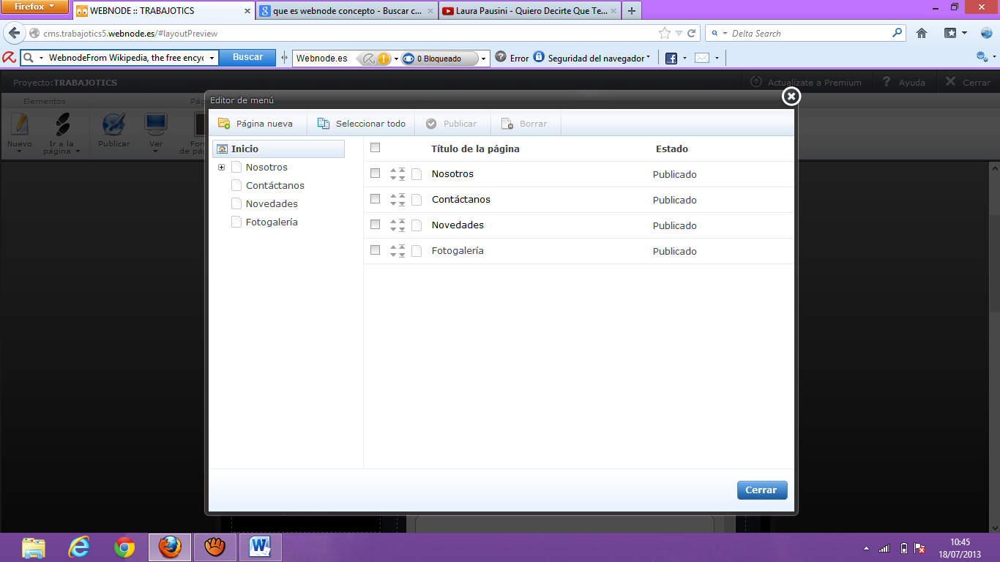 Firefox
WEBNODE :: TRABAJOTICS
que es webnode concepto - Buscar c...
Laura Pausini - Quiero Decirte Que Te...
cms.trabajotics5.webnode.es/#layoutPreview
Delta Search
WebnodeFrom Wikipedia, the free encyc
Buscar
Webnode.es
0 Bloqueado
Error
Seguridad del navegador
Proyecto:TRABAJOTICS
Actualízate a Premium
Ayuda
Cerrar
Elementos
Nuevo
Ir a la
página
Publicar
Ver
de
Editor de menú
Página nueva
Seleccionar todo
Publicar
Borrar
Inicio
Nosotros
Contáctanos
Novedades
Fotogalería
Título de la página
Estado
Nosotros
Publicado
Contáctanos
Publicado
Novedades
Publicado
Fotogalería
Publicado
Cerrar
10:45
18/07/2013